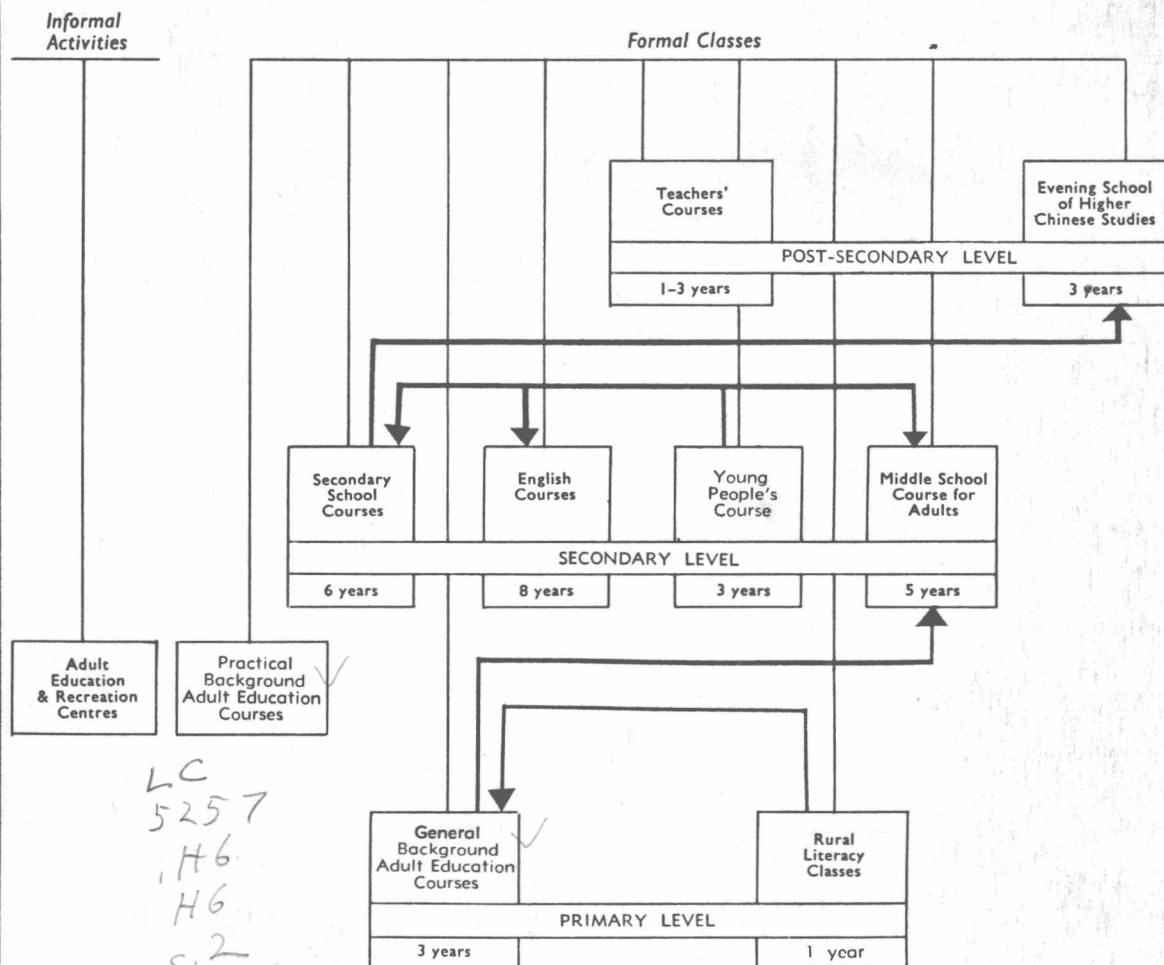 Informal
Activities
Formal Classes
Teachers'
Courses
Evening School
of Higher
Chinese Studies
POST-SECONDARY LEVEL
1-3 years
3 years
Secondary
School
Courses
English
Courses
Young
People's
Course
Middle School
Course for
Adults
SECONDARY LEVEL
6 years
8 years
3 years
5 years
Adult
Education
& Recreation
Centres
Practical
Background
Adult Education
Courses
LC
5257
.H6
H6
General
Background
Adult Education
Courses
Rural
Literacy
Classes
PRIMARY LEVEL
3 years
1 year